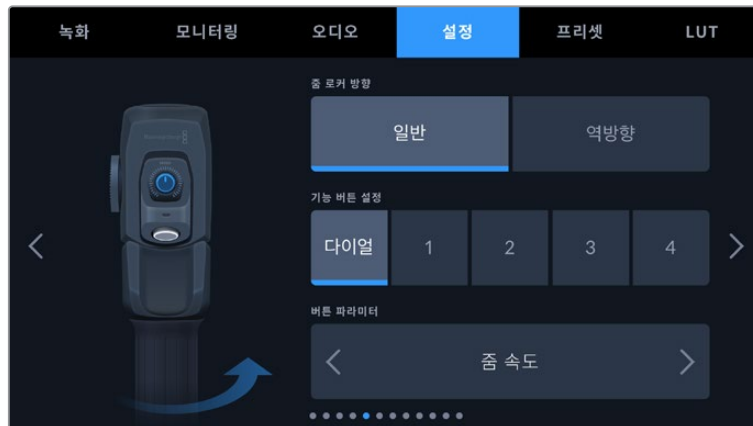 녹화 모니터링 오디오 설정 프리셋 LUT
줌 로커 방향
일반 역방향
기능 버튼 설정
다이얼 1 2 3 4
버튼 파라미터
줌 속도